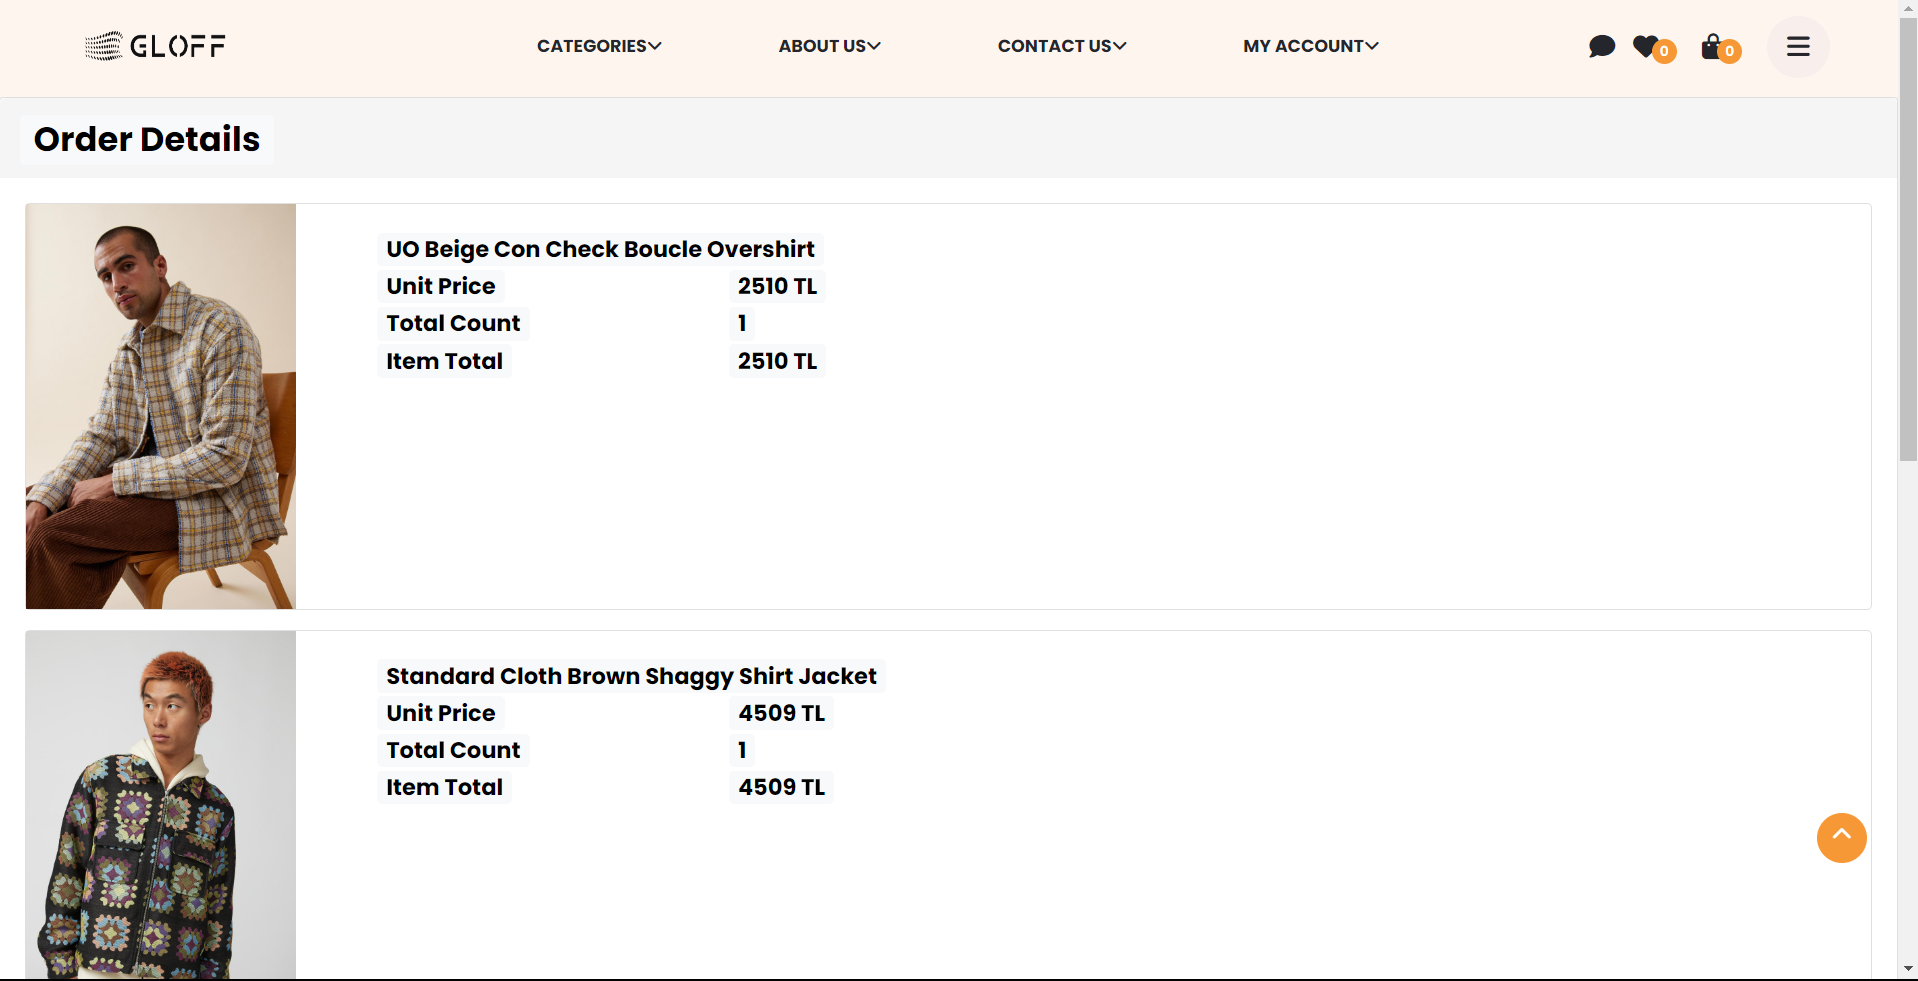 GLOFF
CATEGORIES
ABOUT US
CONTACT US
MY ACCOUNT
0
0
Order Details
UO Beige Con Check Boucle Overshirt
Unit Price 2510 TL
Total Count 1
Item Total 2510 TL
Standard Cloth Brown Shaggy Shirt Jacket
Unit Price 4509 TL
Total Count 1
Item Total 4509 TL